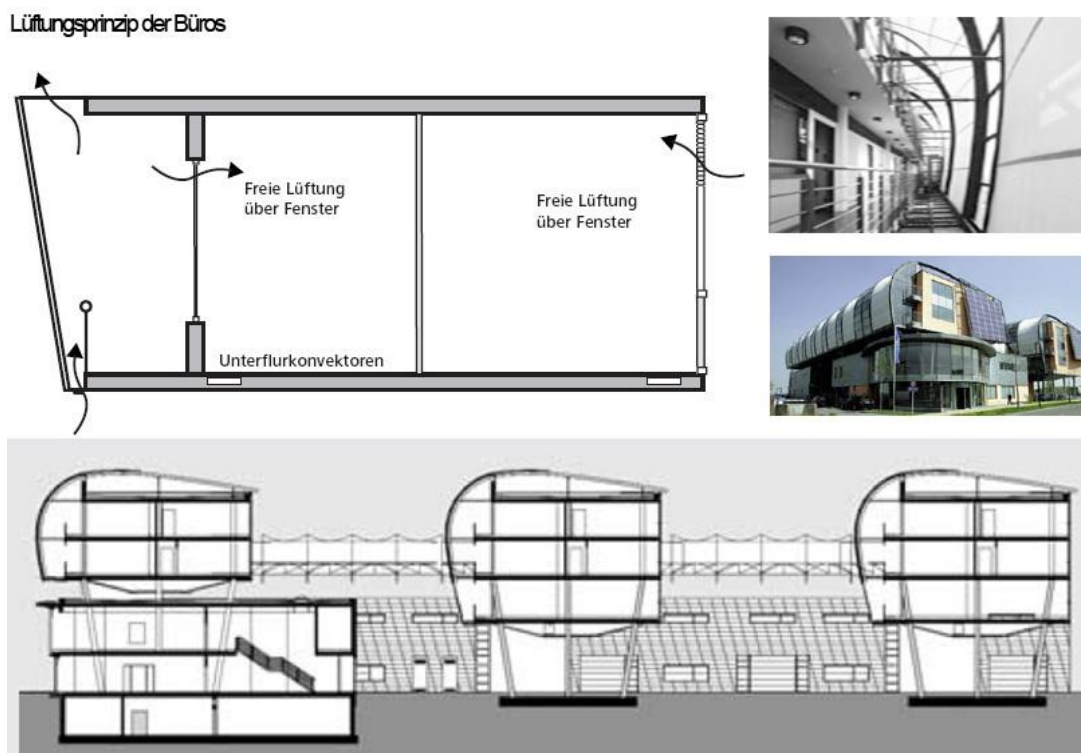 Lüftungsprinzip der Büros
Freie Lüftung
über Fenster
Freie Lüftung
über Fenster
Unterflurkonvektoren